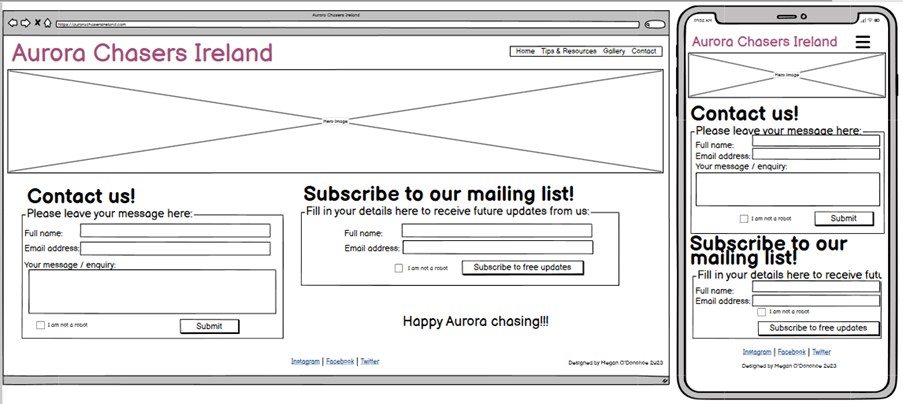 Aurora Chasers Ireland
https://aurorachasersireland.com
Aurora Chasers Ireland
Home Tips & Resources Gallery Contact
Hero Image
Contact us!
Please leave your message here:
Full name:
Email address:
Your message / enquiry:
I am not a robot
Submit
Subscribe to our mailing list!
Fill in your details here to receive future updates from us:
Full name:
Email address:
I am not a robot
Subscribe to free updates
Happy Aurora chasing!!!
Instagram | Facebook | Twitter
Designed by Megan O'Donohoe 2023
09:52 AM
Aurora Chasers Ireland
Hero Image
Contact us!
Please leave your message here:
Full name:
Email address:
Your message / enquiry:
I am not a robot
Submit
Subscribe to our
mailing list!
Fill in your details here to receive futu
Full name:
Email address:
I am not a robot
Subscribe to free updates
Instagram | Facebook | Twitter
Designed by Megan O'Donohoe 2023